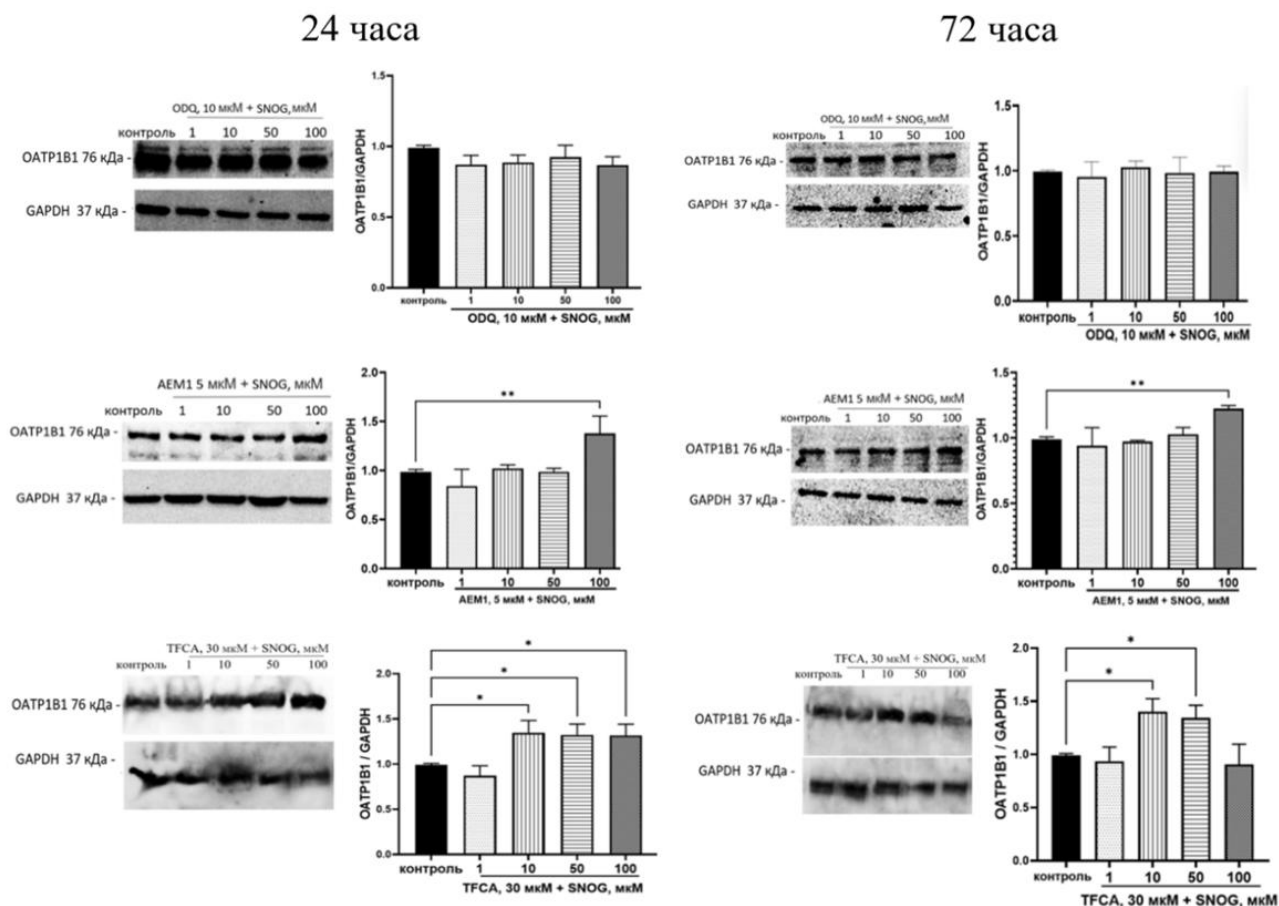 24 часа
72 часа
ODQ, 10 мкМ + SNOG, мкМ
контроль 1 10 50 100
OATP1B1 76 кДа -
GAPDH 37 кДа -
OATP1B1/GAPDH
1.5
1.0
0.5
0.0
контроль 1 10 50 100
ODQ, 10 мкМ + SNOG, мкМ
ODQ, 10 мкМ + SNOG, мкМ
контроль 1 10 50 100
OATP1B1 76 кДа -
GAPDH 37 кДа -
OATP1B1/GAPDH
1.5
1.0
0.5
0.0
контроль 1 10 50 100
ODQ, 10 мкМ + SNOG, мкМ
AEM1 5 мкМ + SNOG, мкМ
контроль 1 10 50 100
OATP1B1 76 кДа -
GAPDH 37 кДа -
OATP1B1/GAPDH
2.0
1.5
1.0
0.5
0.0
**
контроль 1 10 50 100
AEM1, 5 мкМ + SNOG, мкМ
AEM1 5 мкМ + SNOG, мкМ
контроль 1 10 50 100
OATP1B1 76 кДа -
GAPDH 37 кДа -
OATP1B1/GAPDH
1.5
1.0
0.5
0.0
**
контроль 1 10 50 100
AEM1, 5 мкМ + SNOG, мкМ
TFCA, 30 мкМ + SNOG, мкМ
контроль 1 10 50 100
OATP1B1 76 кДа -
GAPDH 37 кДа -
OATP1B1 / GAPDH
2.0
1.5
1.0
0.5
0.0
*
*
*
контроль 1 10 50 100
TFCA, 30 мкМ + SNOG, мкМ
TFCA, 30 мкМ + SNOG, мкМ
контроль 1 10 50 100
OATP1B1 76 кДа -
GAPDH 37 кДа -
OATP1B1 / GAPDH
2.0
1.5
1.0
0.5
0.0
*
*
контроль 1 10 50 100
TFCA, 30 мкМ + SNOG, мкМ